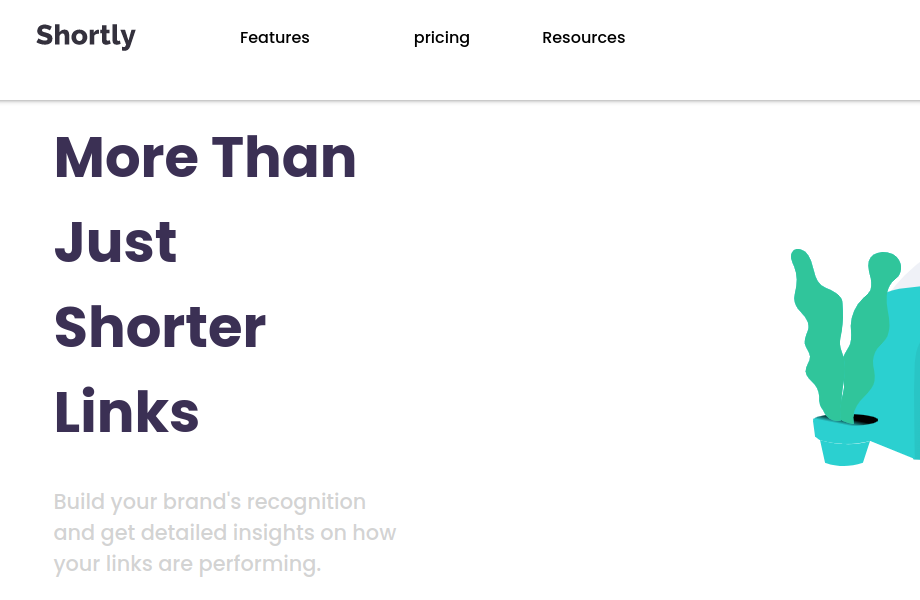 Shortly
Features
pricing
Resources
More Than
Just
Shorter
Links
Build your brand's recognition
and get detailed insights on how
your links are performing.